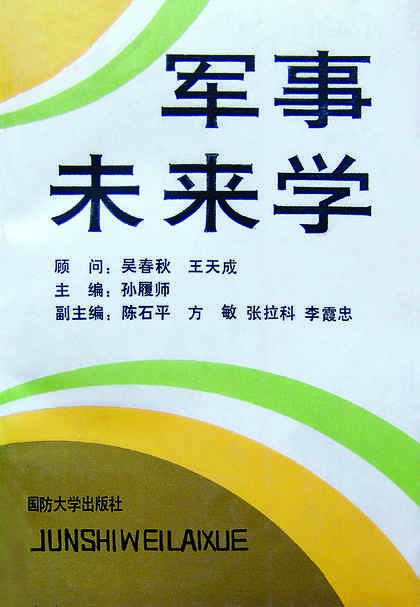 军事
未来学
顾 问：吴春秋 王天成
主 编：孙履师
副主编：陈石平 方 敏 张拉科 李霞忠
国防大学出版社
JUNSHIWEILAIXUE